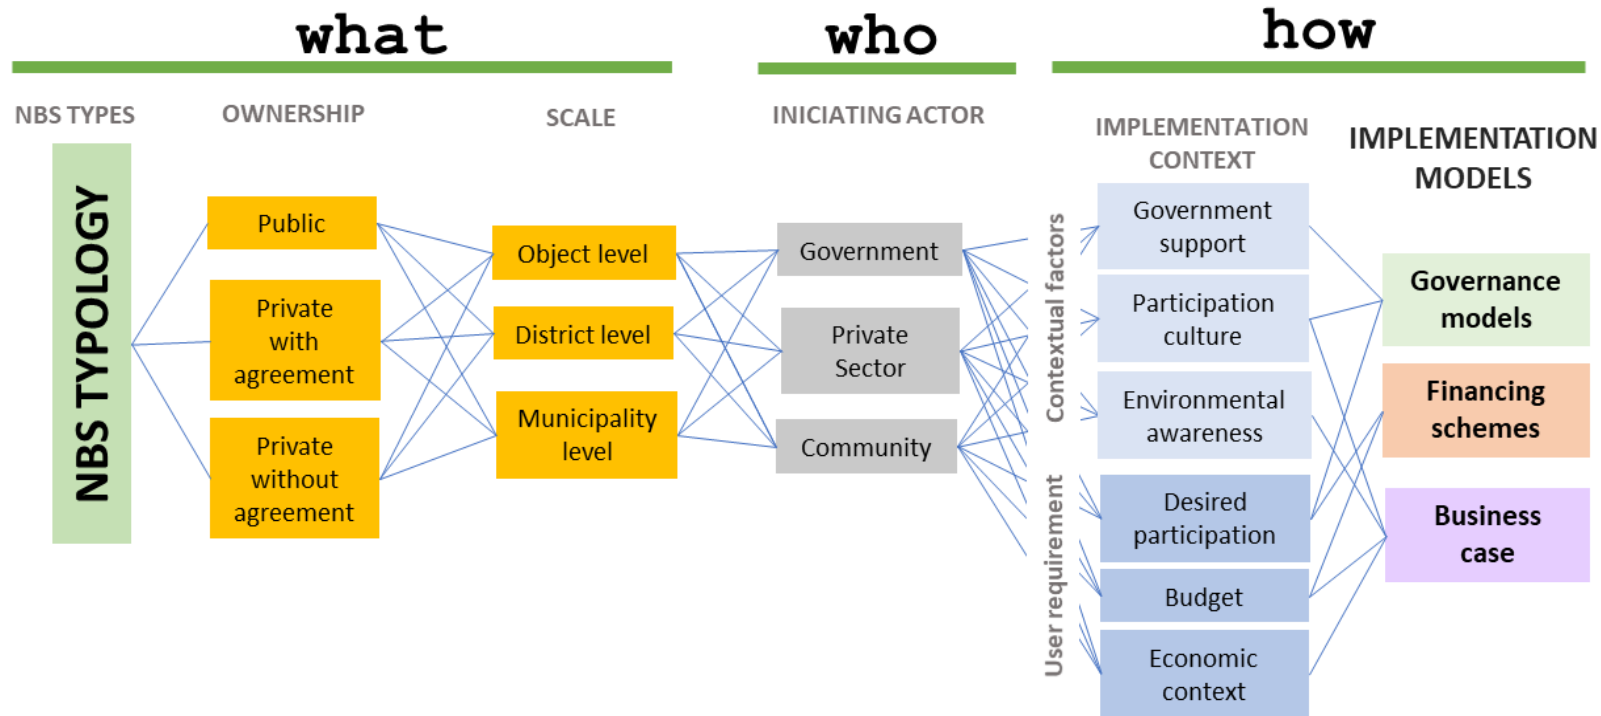 what
who
how
NBS TYPES
OWNERSHIP
SCALE
INICIATING ACTOR
IMPLEMENTATION
CONTEXT
IMPLEMENTATION
MODELS
NBS TYPOLOGY
Public
Private
with
agreement
Private
without
agreement
Object level
District level
Municipality
level
Government
Private
Sector
Community
Contextual factors
User requirement
Government
support
Participation
culture
Environmental
awareness
Desired
participation
Budget
Economic
context
Governance
models
Financing
schemes
Business
case